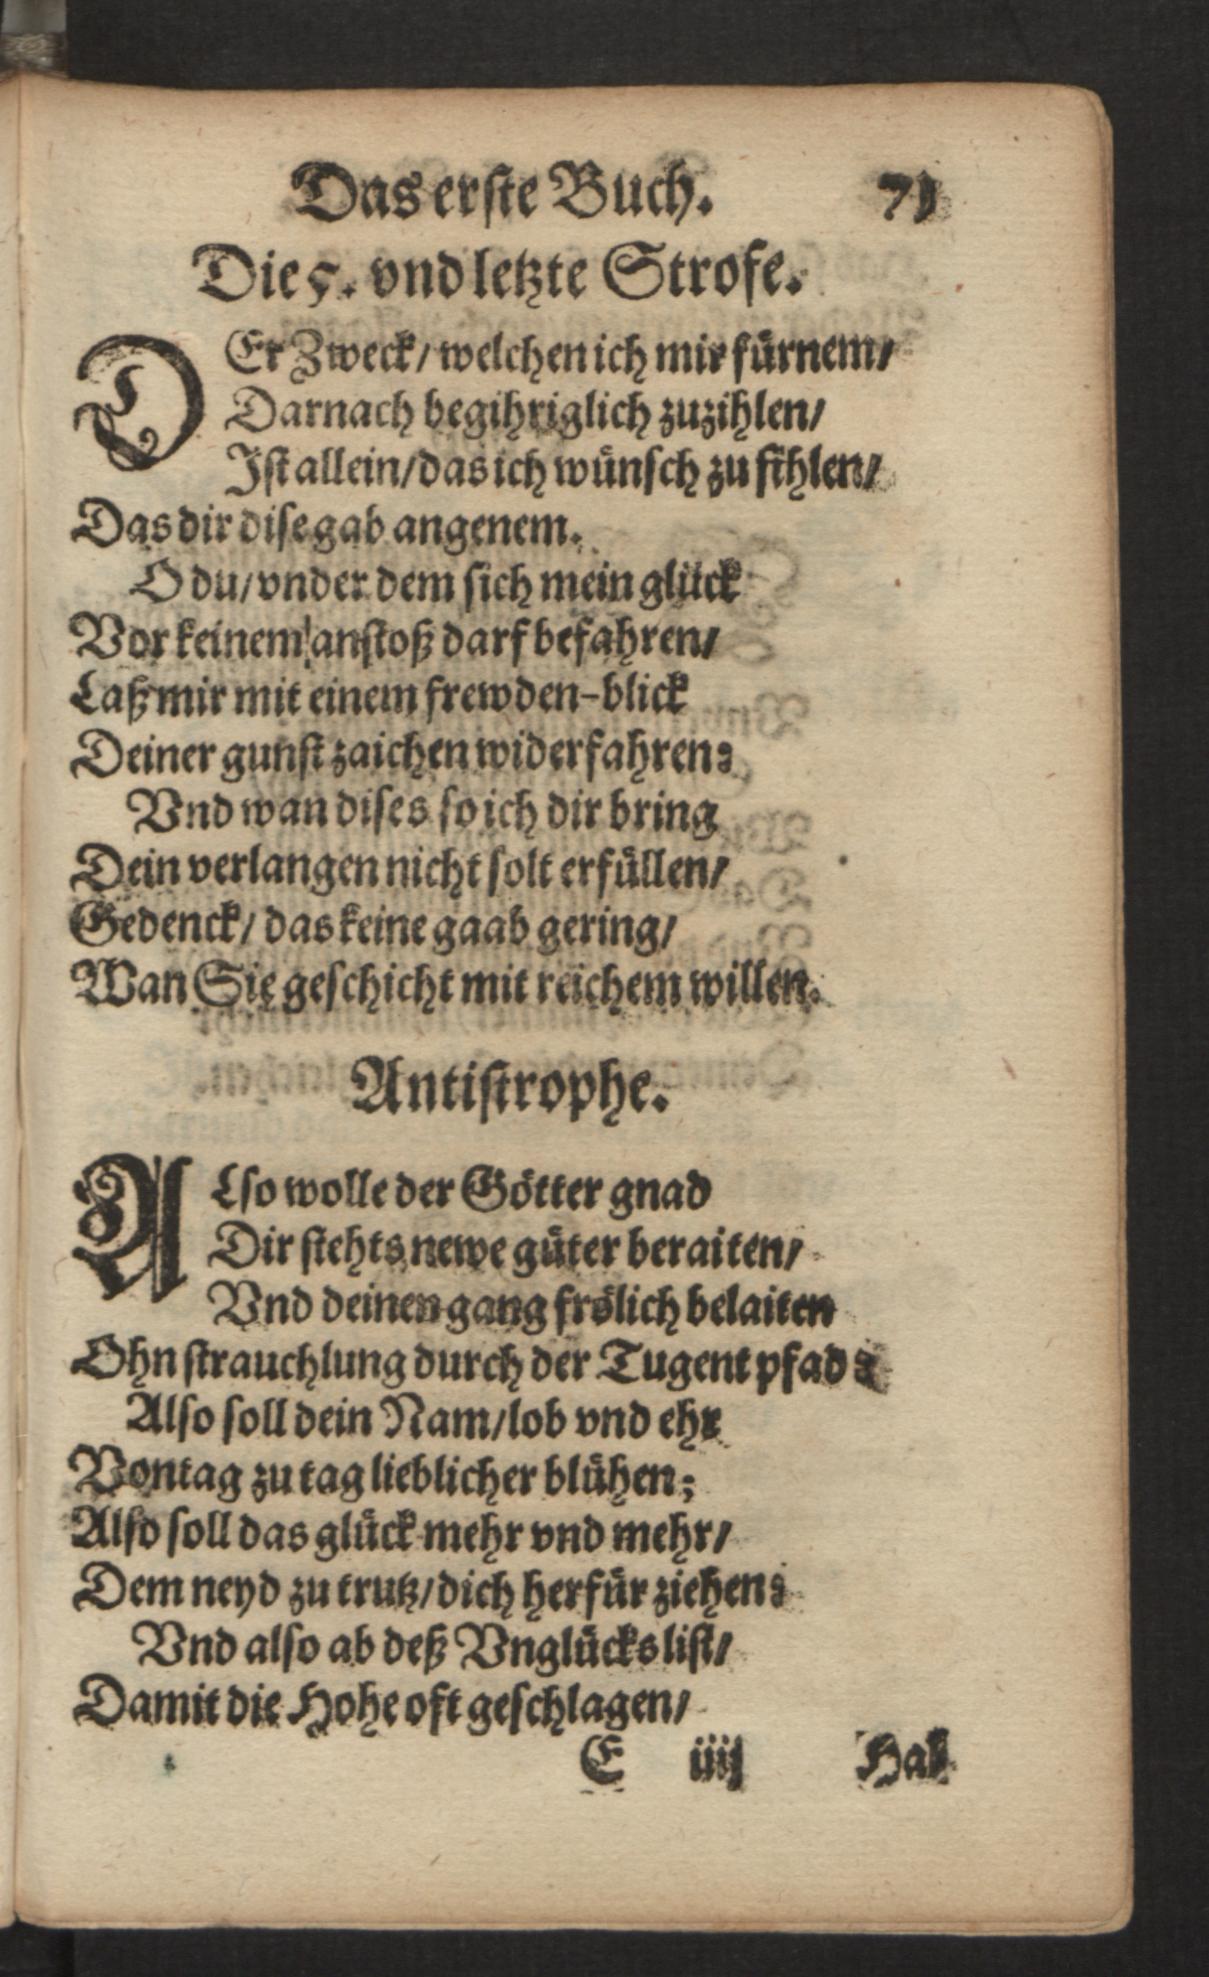 Das erste Buch. 71
Die 5. vnd letzte Strofe.
DEr Zweck/ welchen ich mir fürnem/
Darnach begihriglich zuzihlen/
Ist allein/ das ich wünsch zu fihlen/
Das dir dise gab angenem.
O du/ vnder dem sich mein glück
Vor keinem anstoß darf befahren/
Laß mir mit einem frewden-blick
Deiner gunst zaichen widerfahren:
Vnd wan dises so ich dir bring
Dein verlangen nicht solt erfüllen/
Gedenck/ das keine gaab gering/
Wan Sie geschicht mit reichem willen.
Antistrophe.
ALso wolle der Götter gnad
Dir stehts newe güter beraiten/
Vnd deinen gang frölich belaiten
Ohn strauchlung durch der Tugent pfad:
Also soll dein Nam/ lob vnd ehr
Von tag zu tag lieblicher blühen;
Also soll das glück mehr vnd mehr/
Dem neyd zu trutz/ dich herfür ziehen:
Vnd also ab deß Vnglücks list/
Damit die Hohe oft geschlagen/
E iiij Hab